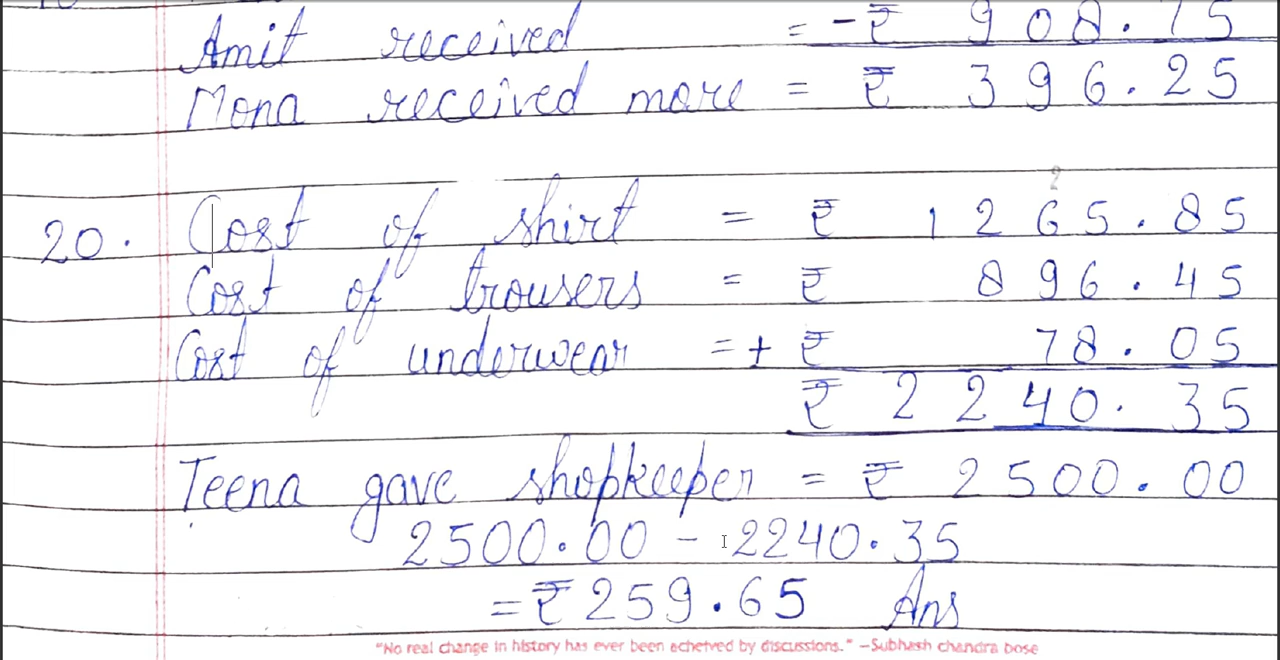 Amit received = -₹ 908.75
Mona received more = ₹ 396.25
2
20. Cost of shirt = ₹ 1265.85
Cost of trousers = ₹ 896.45
Cost of underwear = + ₹ 78.05
₹ 2240.35
Teena gave shopkeeper = ₹ 2500.00
2500.00 - 2240.35
= ₹ 259.65 Ans
"No real change in history has ever been acheived by discussions." -Subhash chandra bose